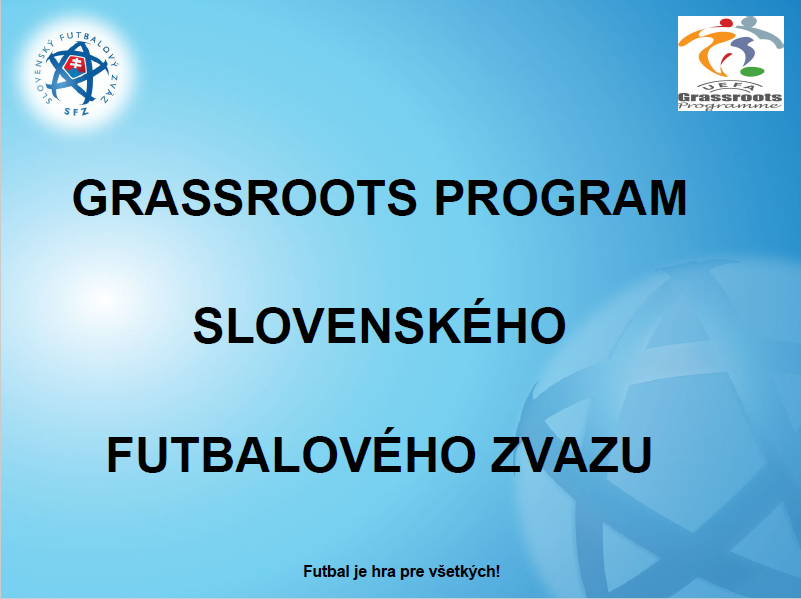 SLOVENSKÝ FUTBALOVÝ ZVÄZ
SFZ
UEFA
Grassroots
Programme
GRASSROOTS PROGRAM
SLOVENSKÉHO
FUTBALOVÉHO ZVAZU
Futbal je hra pre všetkých!